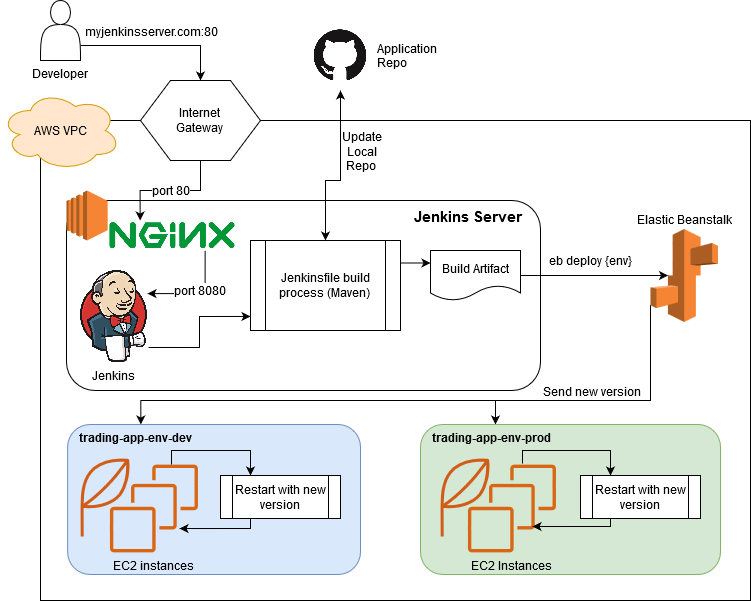 myjenkinsserver.com:80
Developer
Application
Repo
Internet
Gateway
AWS VPC
Update
Local
Repo
port 80
NGINX
Jenkins Server
Elastic Beanstalk
Jenkinsfile build
process (Maven)
Build Artifact
eb deploy {env}
port 8080
Jenkins
Send new version
trading-app-env-dev
Restart with new
version
EC2 instances
trading-app-env-prod
Restart with new
version
EC2 Instances